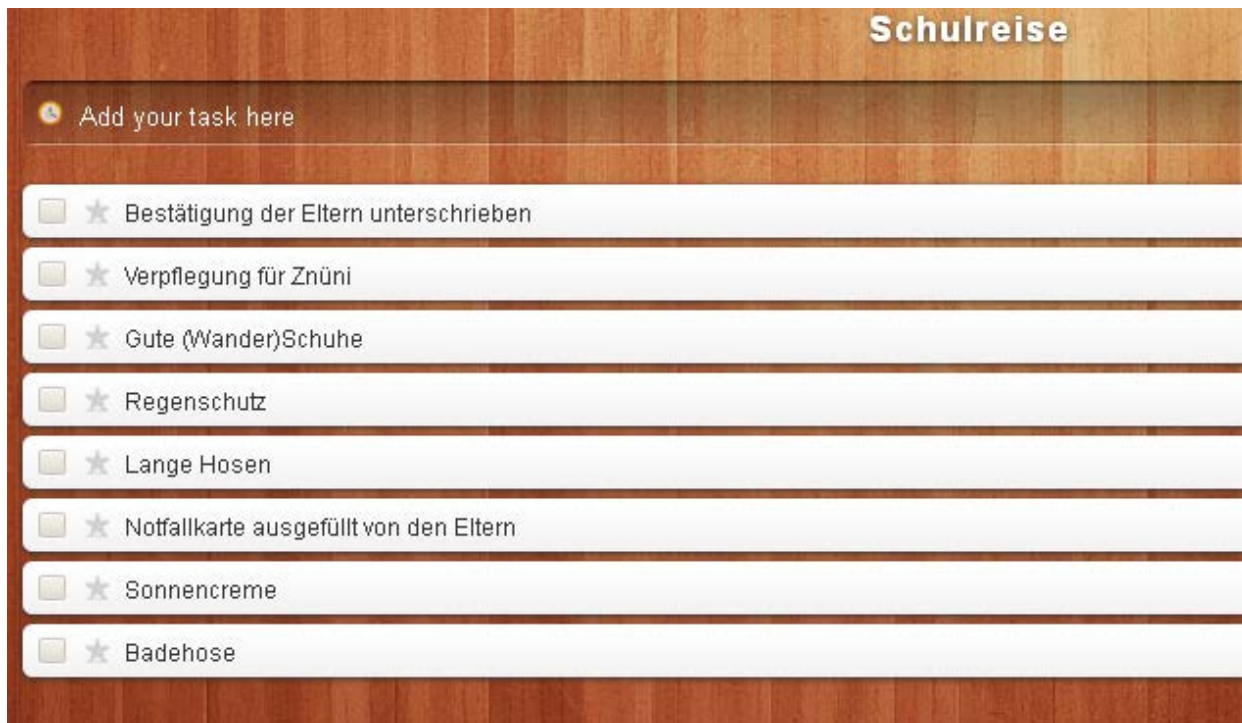 Schulreise
Add your task here
Bestätigung der Eltern unterschrieben
Verpflegung für Znüni
Gute (Wander)Schuhe
Regenschutz
Lange Hosen
Notfallkarte ausgefüllt von den Eltern
Sonnencreme
Badehose